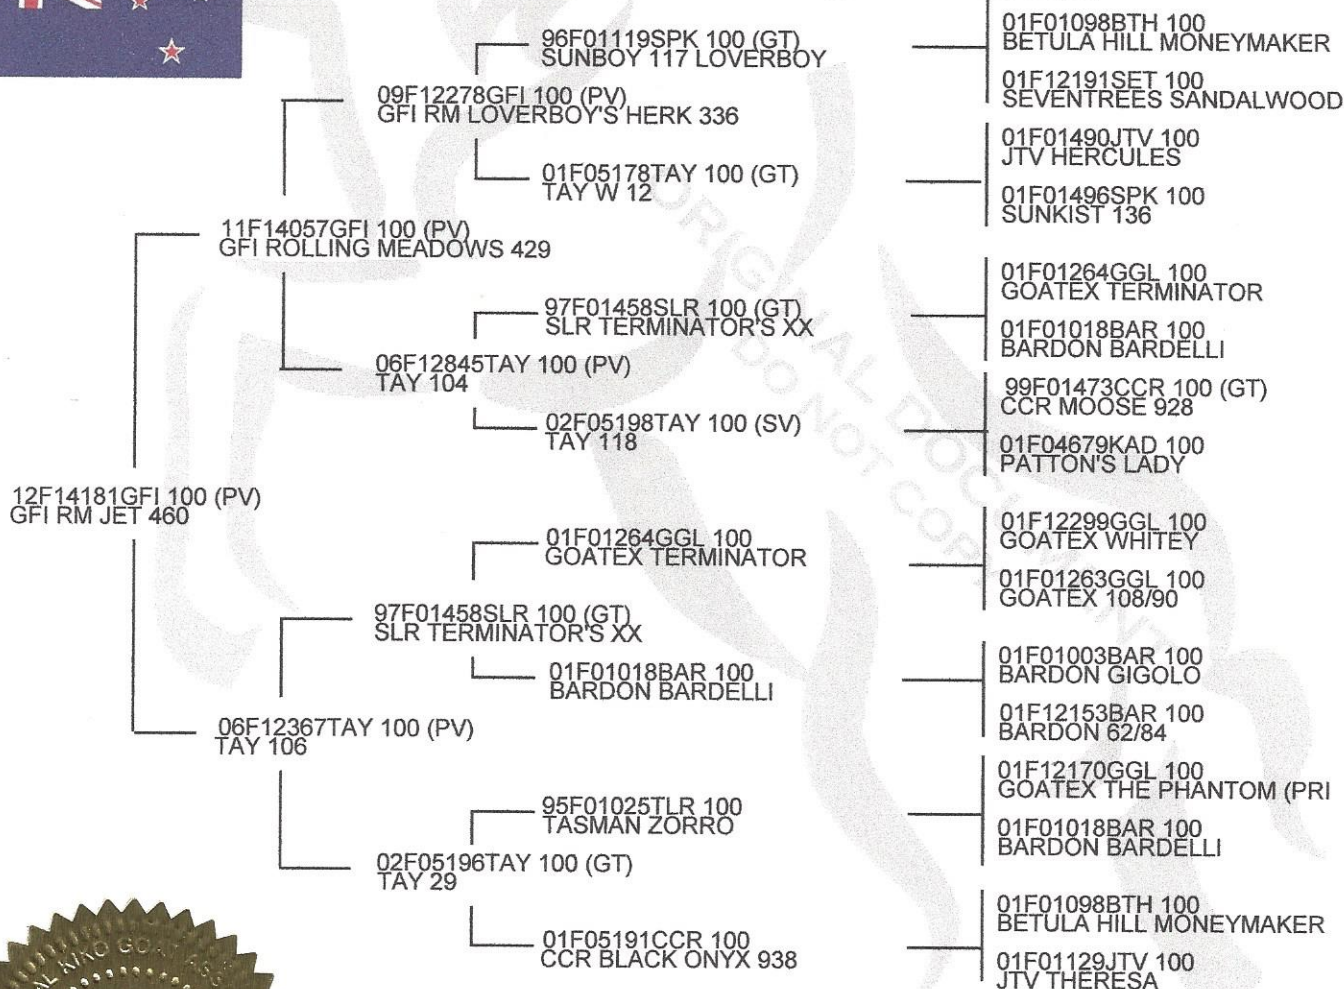 96F01119SPK 100 (GT)
SUNBOY 117 LOVERBOY
01F01098BTH 100
BETULA HILL MONEYMAKER
01F12191SET 100
SEVENTREES SANDALWOOD
09F12278GFI 100 (PV)
GFI RM LOVERBOY'S HERK 336
01F01490JTV 100
JTV HERCULES
01F05178TAY 100 (GT)
TAY W 12
01F01496SPK 100
SUNKIST 136
11F14057GFI 100 (PV)
GFI ROLLING MEADOWS 429
01F01264GGL 100
GOATEX TERMINATOR
97F01458SLR 100 (GT)
SLR TERMINATOR'S XX
01F01018BAR 100
BARDON BARDELLI
06F12845TAY 100 (PV)
TAY 104
99F01473CCR 100 (GT)
CCR MOOSE 928
02F05198TAY 100 (SV)
TAY 118
01F04679KAD 100
PATTON'S LADY
12F14181GFI 100 (PV)
GFI RM JET 460
01F12299GGL 100
GOATEX WHITEY
01F01264GGL 100
GOATEX TERMINATOR
01F01263GGL 100
GOATEX 108/90
97F01458SLR 100 (GT)
SLR TERMINATOR'S XX
01F01003BAR 100
BARDON GIGOLO
01F01018BAR 100
BARDON BARDELLI
01F12153BAR 100
BARDON 62/84
06F12367TAY 100 (PV)
TAY 106
01F12170GGL 100
GOATEX THE PHANTOM (PRI
95F01025TLR 100
TASMAN ZORRO
01F01018BAR 100
BARDON BARDELLI
02F05196TAY 100 (GT)
TAY 29
01F01098BTH 100
BETULA HILL MONEYMAKER
01F05191CCR 100
CCR BLACK ONYX 938
01F01129JTV 100
JTV THERESA
ORIGINAL DOCUMENT
DO NOT COPY
KIKO GOAT ASS